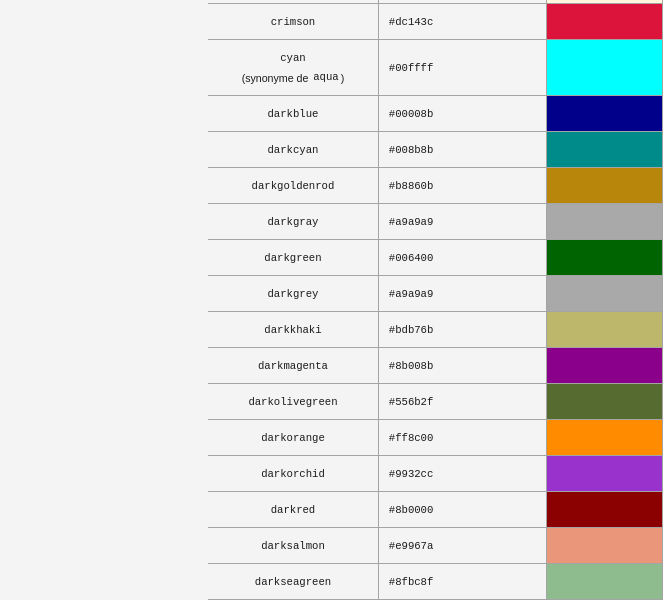 crimson #dc143c
cyan
(synonyme de aqua) #00ffff
darkblue #00008b
darkcyan #008b8b
darkgoldenrod #b8860b
darkgray #a9a9a9
darkgreen #006400
darkgrey #a9a9a9
darkkhaki #bdb76b
darkmagenta #8b008b
darkolivegreen #556b2f
darkorange #ff8c00
darkorchid #9932cc
darkred #8b0000
darksalmon #e9967a
darkseagreen #8fbc8f